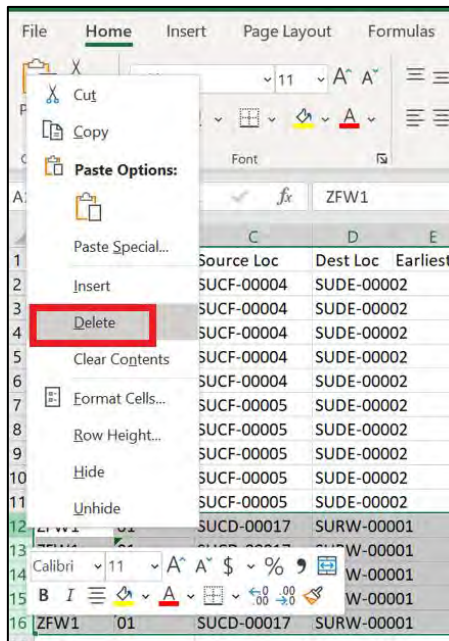 File Home Insert Page Layout Formulas
11 A A
Font
fx ZFW1
Cut
Copy
Paste Options:
Paste Special...
Insert
Delete
Clear Contents
Format Cells...
Row Height...
Hide
Unhide
C D E
1 Source Loc Dest Loc Earliest
2 SUCF-00004 SUDE-00002
3 SUCF-00004 SUDE-00002
4 SUCF-00004 SUDE-00002
5 SUCF-00004 SUDE-00002
6 SUCF-00004 SUDE-00002
7 SUCF-00005 SUDE-00002
8 SUCF-00005 SUDE-00002
9 SUCF-00005 SUDE-00002
10 SUCF-00005 SUDE-00002
11 SUCF-00005 SUDE-00002
12 ZFW1 01 SUCD-00017 SURW-00001
13 W-00001
14 W-00001
15 W-00001
16 ZFW1 01 SUCD-00017 SURW-00001
Calibri 11 A A $ % 9
B I A .00 .00